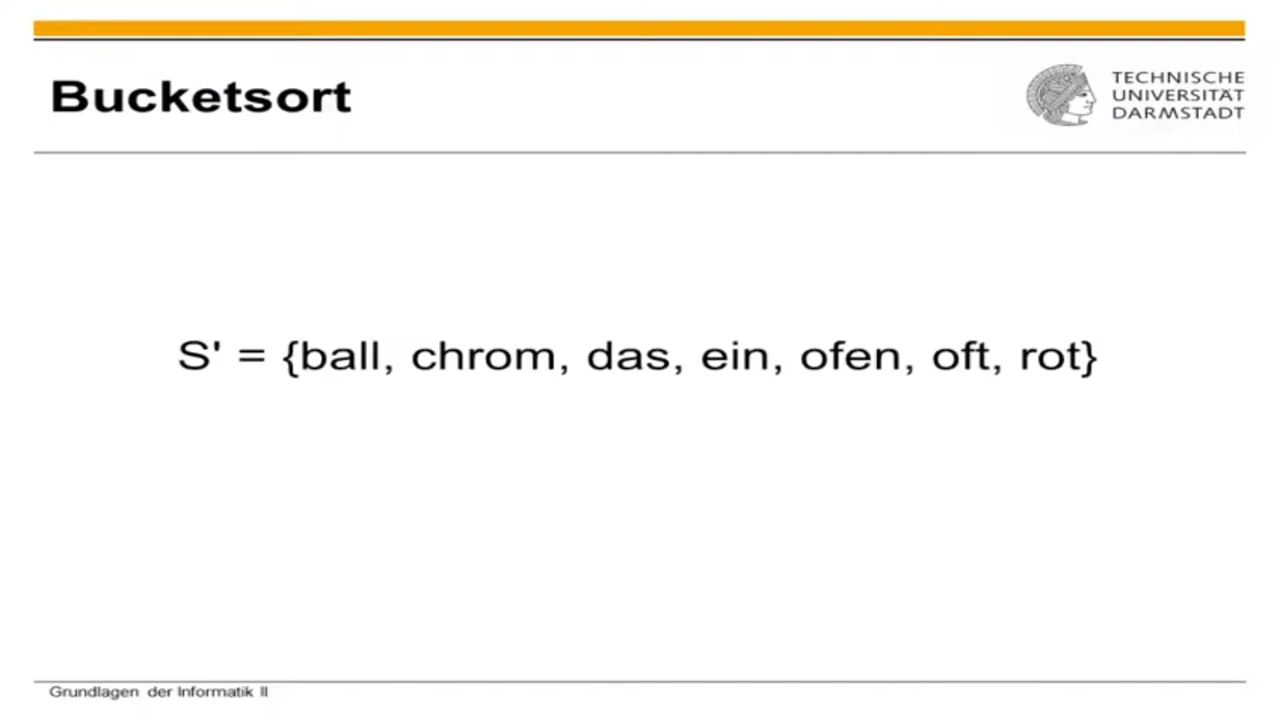 Bucketsort
TECHNISCHE
UNIVERSITÄT
DARMSTADT
S' = {ball, chrom, das, ein, ofen, oft, rot}
Grundlagen der Informatik II